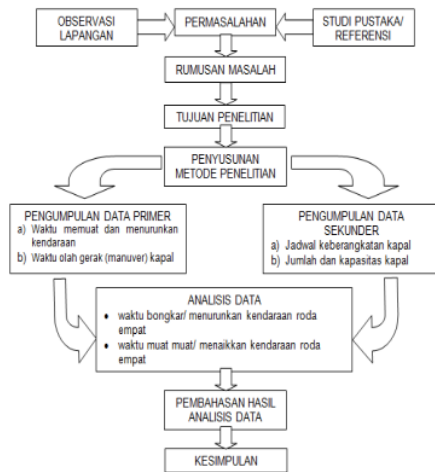 OBSERVASI
LAPANGAN
PERMASALAHAN
STUDI PUSTAKA/
REFERENSI
RUMUSAN MASALAH
TUJUAN PENELITIAN
PENYUSUNAN
METODE PENELITIAN
PENGUMPULAN DATA PRIMER
a) Waktu memuat dan menurunkan
kendaraan
b) Waktu olah gerak (manuver) kapal
PENGUMPULAN DATA
SEKUNDER
a) Jadwal keberangkatan kapal
b) Jumlah dan kapasitas kapal
ANALISIS DATA
• waktu bongkar/ menurunkan kendaraan roda
empat
• waktu muat muat/ menaikkan kendaraan roda
empat
PEMBAHASAN HASIL
ANALISIS DATA
KESIMPULAN